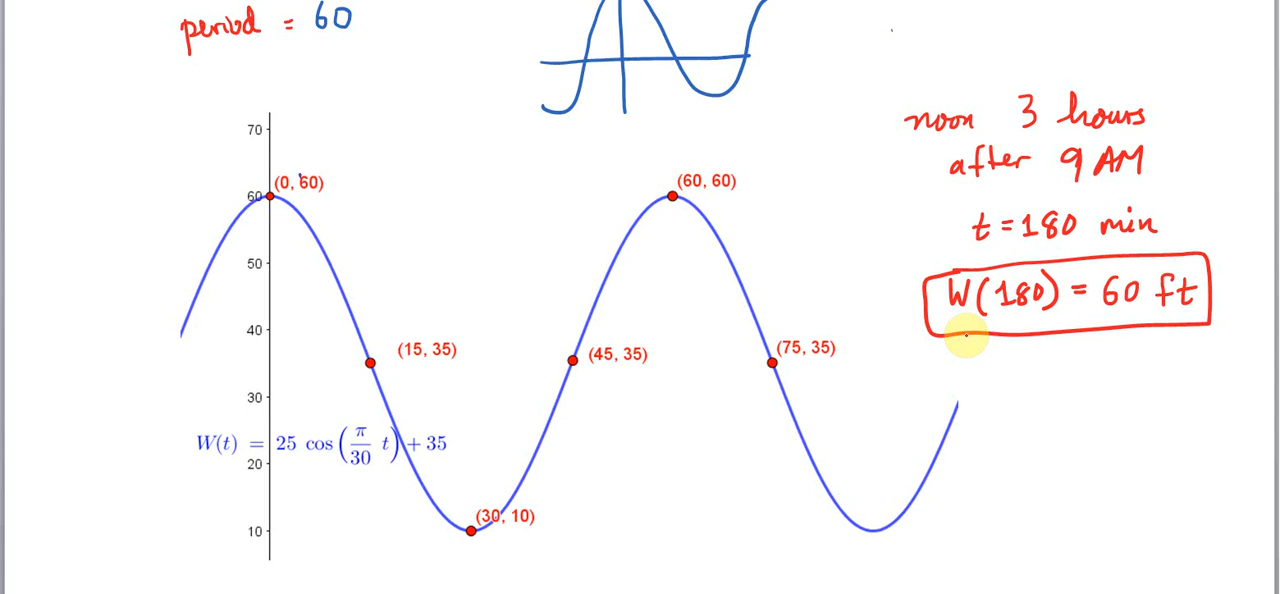 period = 60
noon 3 hours
after 9 AM
t = 180 min
W(180) = 60 ft
70
60
50
40
30
20
10
(0, 60)
(60, 60)
(15, 35)
(45, 35)
(75, 35)
(30, 10)
W(t) = 25 cos(π/30 t) + 35